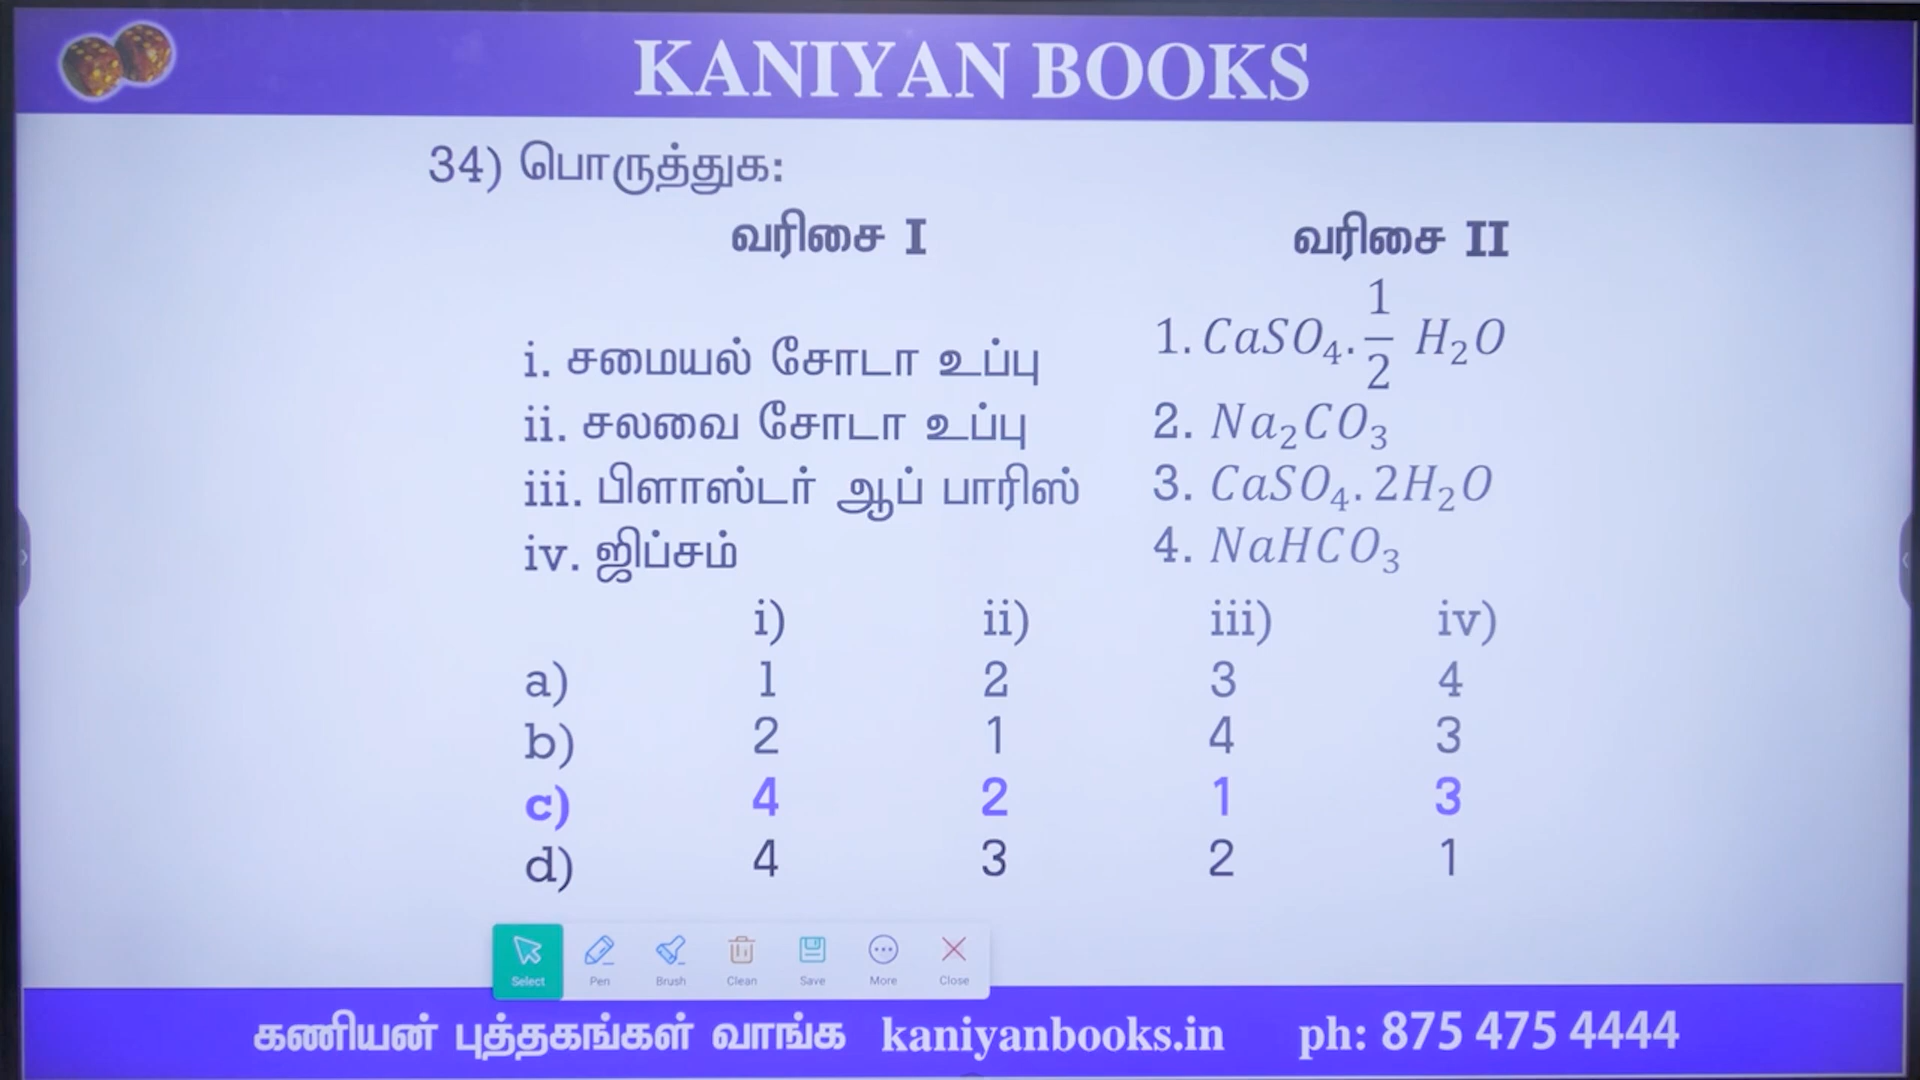 KANIYAN BOOKS
34) பொருத்துக:
வரிசை I வரிசை II
i. சமையல் சோடா உப்பு 1. CaSO₄.½ H₂O
ii. சலவை சோடா உப்பு 2. Na₂CO₃
iii. பிளாஸ்டர் ஆப் பாரிஸ் 3. CaSO₄.2H₂O
iv. ஜிப்சம் 4. NaHCO₃
i) ii) iii) iv)
a) 1 2 3 4
b) 2 1 4 3
c) 4 2 1 3
d) 4 3 2 1
Select Pen Brush Clean Save More Close
கணியன் புத்தகங்கள் வாங்க kaniyanbooks.in ph: 875 475 4444